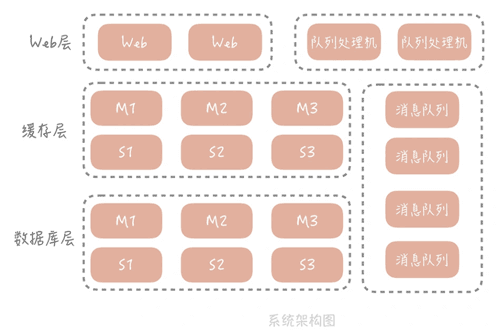 Web层
Web
Web
队列处理机
队列处理机
缓存层
M1
M2
M3
S1
S2
S3
消息队列
消息队列
消息队列
消息队列
数据库层
M1
M2
M3
S1
S2
S3
系统架构图